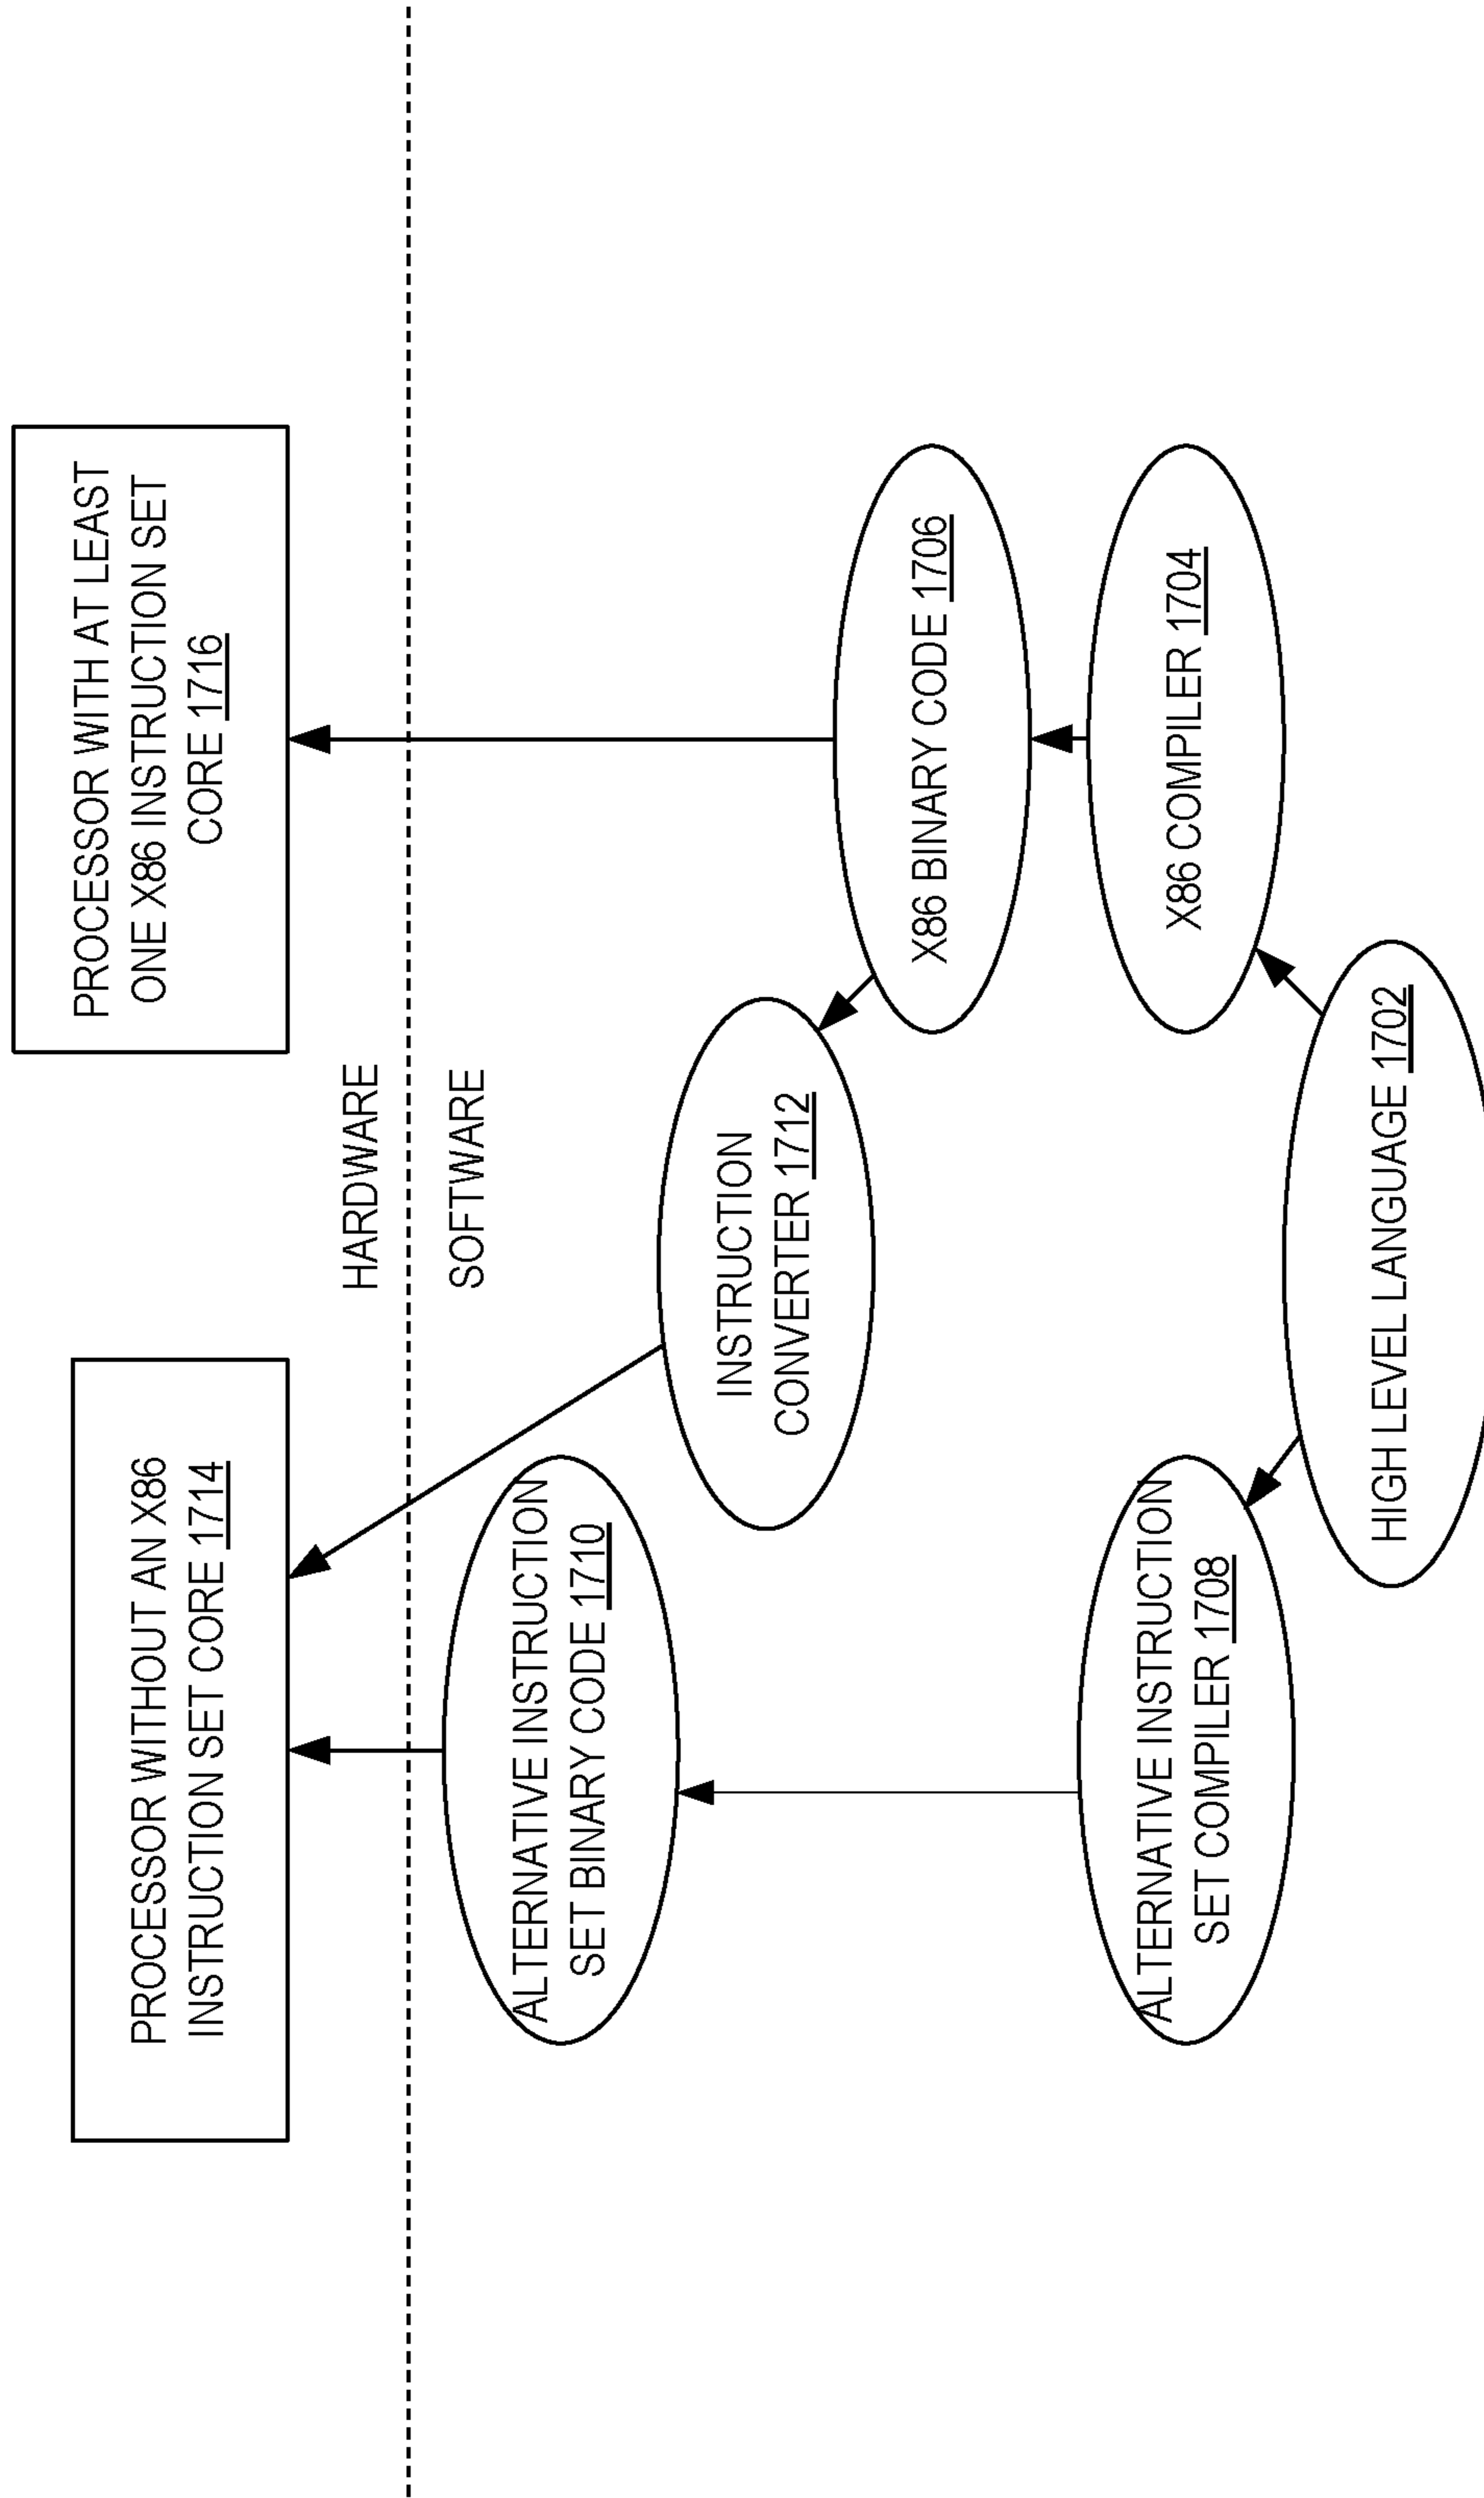 PROCESSOR WITHOUT AN X86
INSTRUCTION SET CORE 1714
PROCESSOR WITH AT LEAST
ONE X86 INSTRUCTION SET
CORE 1716
HARDWARE
SOFTWARE
ALTERNATIVE INSTRUCTION
SET BINARY CODE 1710
INSTRUCTION
CONVERTER 1712
X86 BINARY CODE 1706
ALTERNATIVE INSTRUCTION
SET COMPILER 1708
X86 COMPILER 1704
HIGH LEVEL LANGUAGE 1702